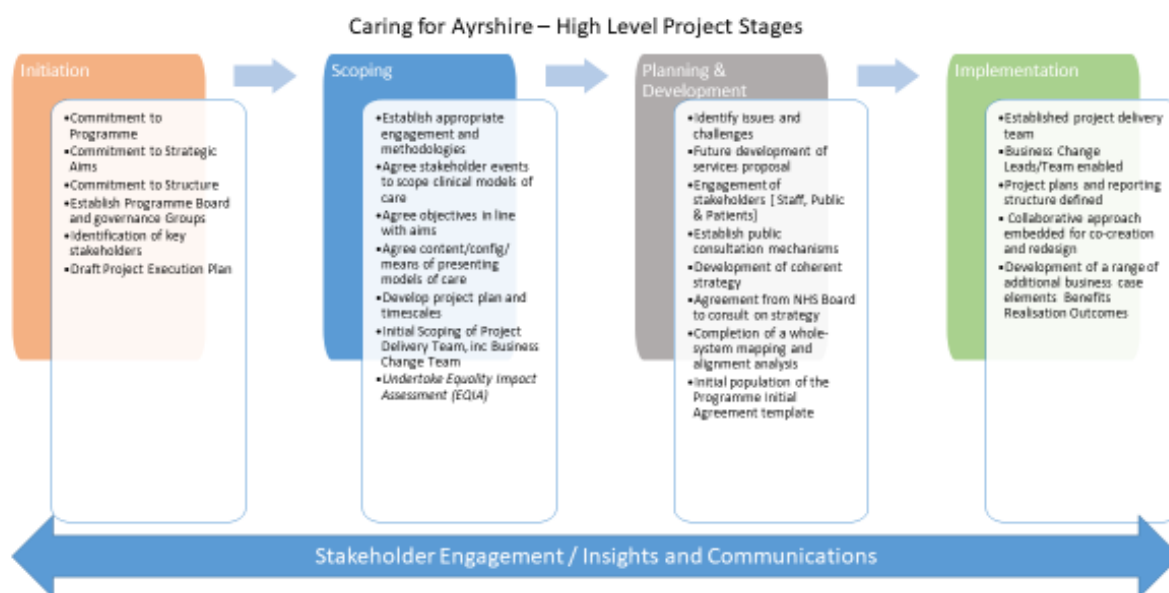 Caring for Ayrshire – High Level Project Stages
Initiation
•Commitment to
Programme
•Commitment to Strategic
Aims
•Commitment to Structure
•Establish Programme Board
and governance Groups
•Identification of key
stakeholders
•Draft Project Execution Plan
Scoping
•Establish appropriate
engagement and
methodologies
•Agree stakeholder events
to scope clinical models of
care
•Agree objectives in line
with aims
•Agree content/config/
means of presenting
models of care
•Develop project plan and
timescales
•Initial Scoping of Project
Delivery Team, inc Business
Change Team
•Undertake Equality Impact
Assessment (EQIA)
Planning &
Development
•Identify issues and
challenges
•Future development of
services proposal
•Engagement of
stakeholders [ Staff, Public
& Patients]
•Establish public
consultation mechanisms
•Development of coherent
strategy
•Agreement from NHS Board
to consult on strategy
•Completion of a whole-
system mapping and
alignment analysis
•Initial population of the
Programme Initial
Agreement template
Implementation
•Established project delivery
team
•Business Change
Leads/Team enabled
•Project plans and reporting
structure defined
• Collaborative approach
embedded for co-creation
and redesign
•Development of a range of
additional business case
elements Benefits
Realisation Outcomes
Stakeholder Engagement / Insights and Communications